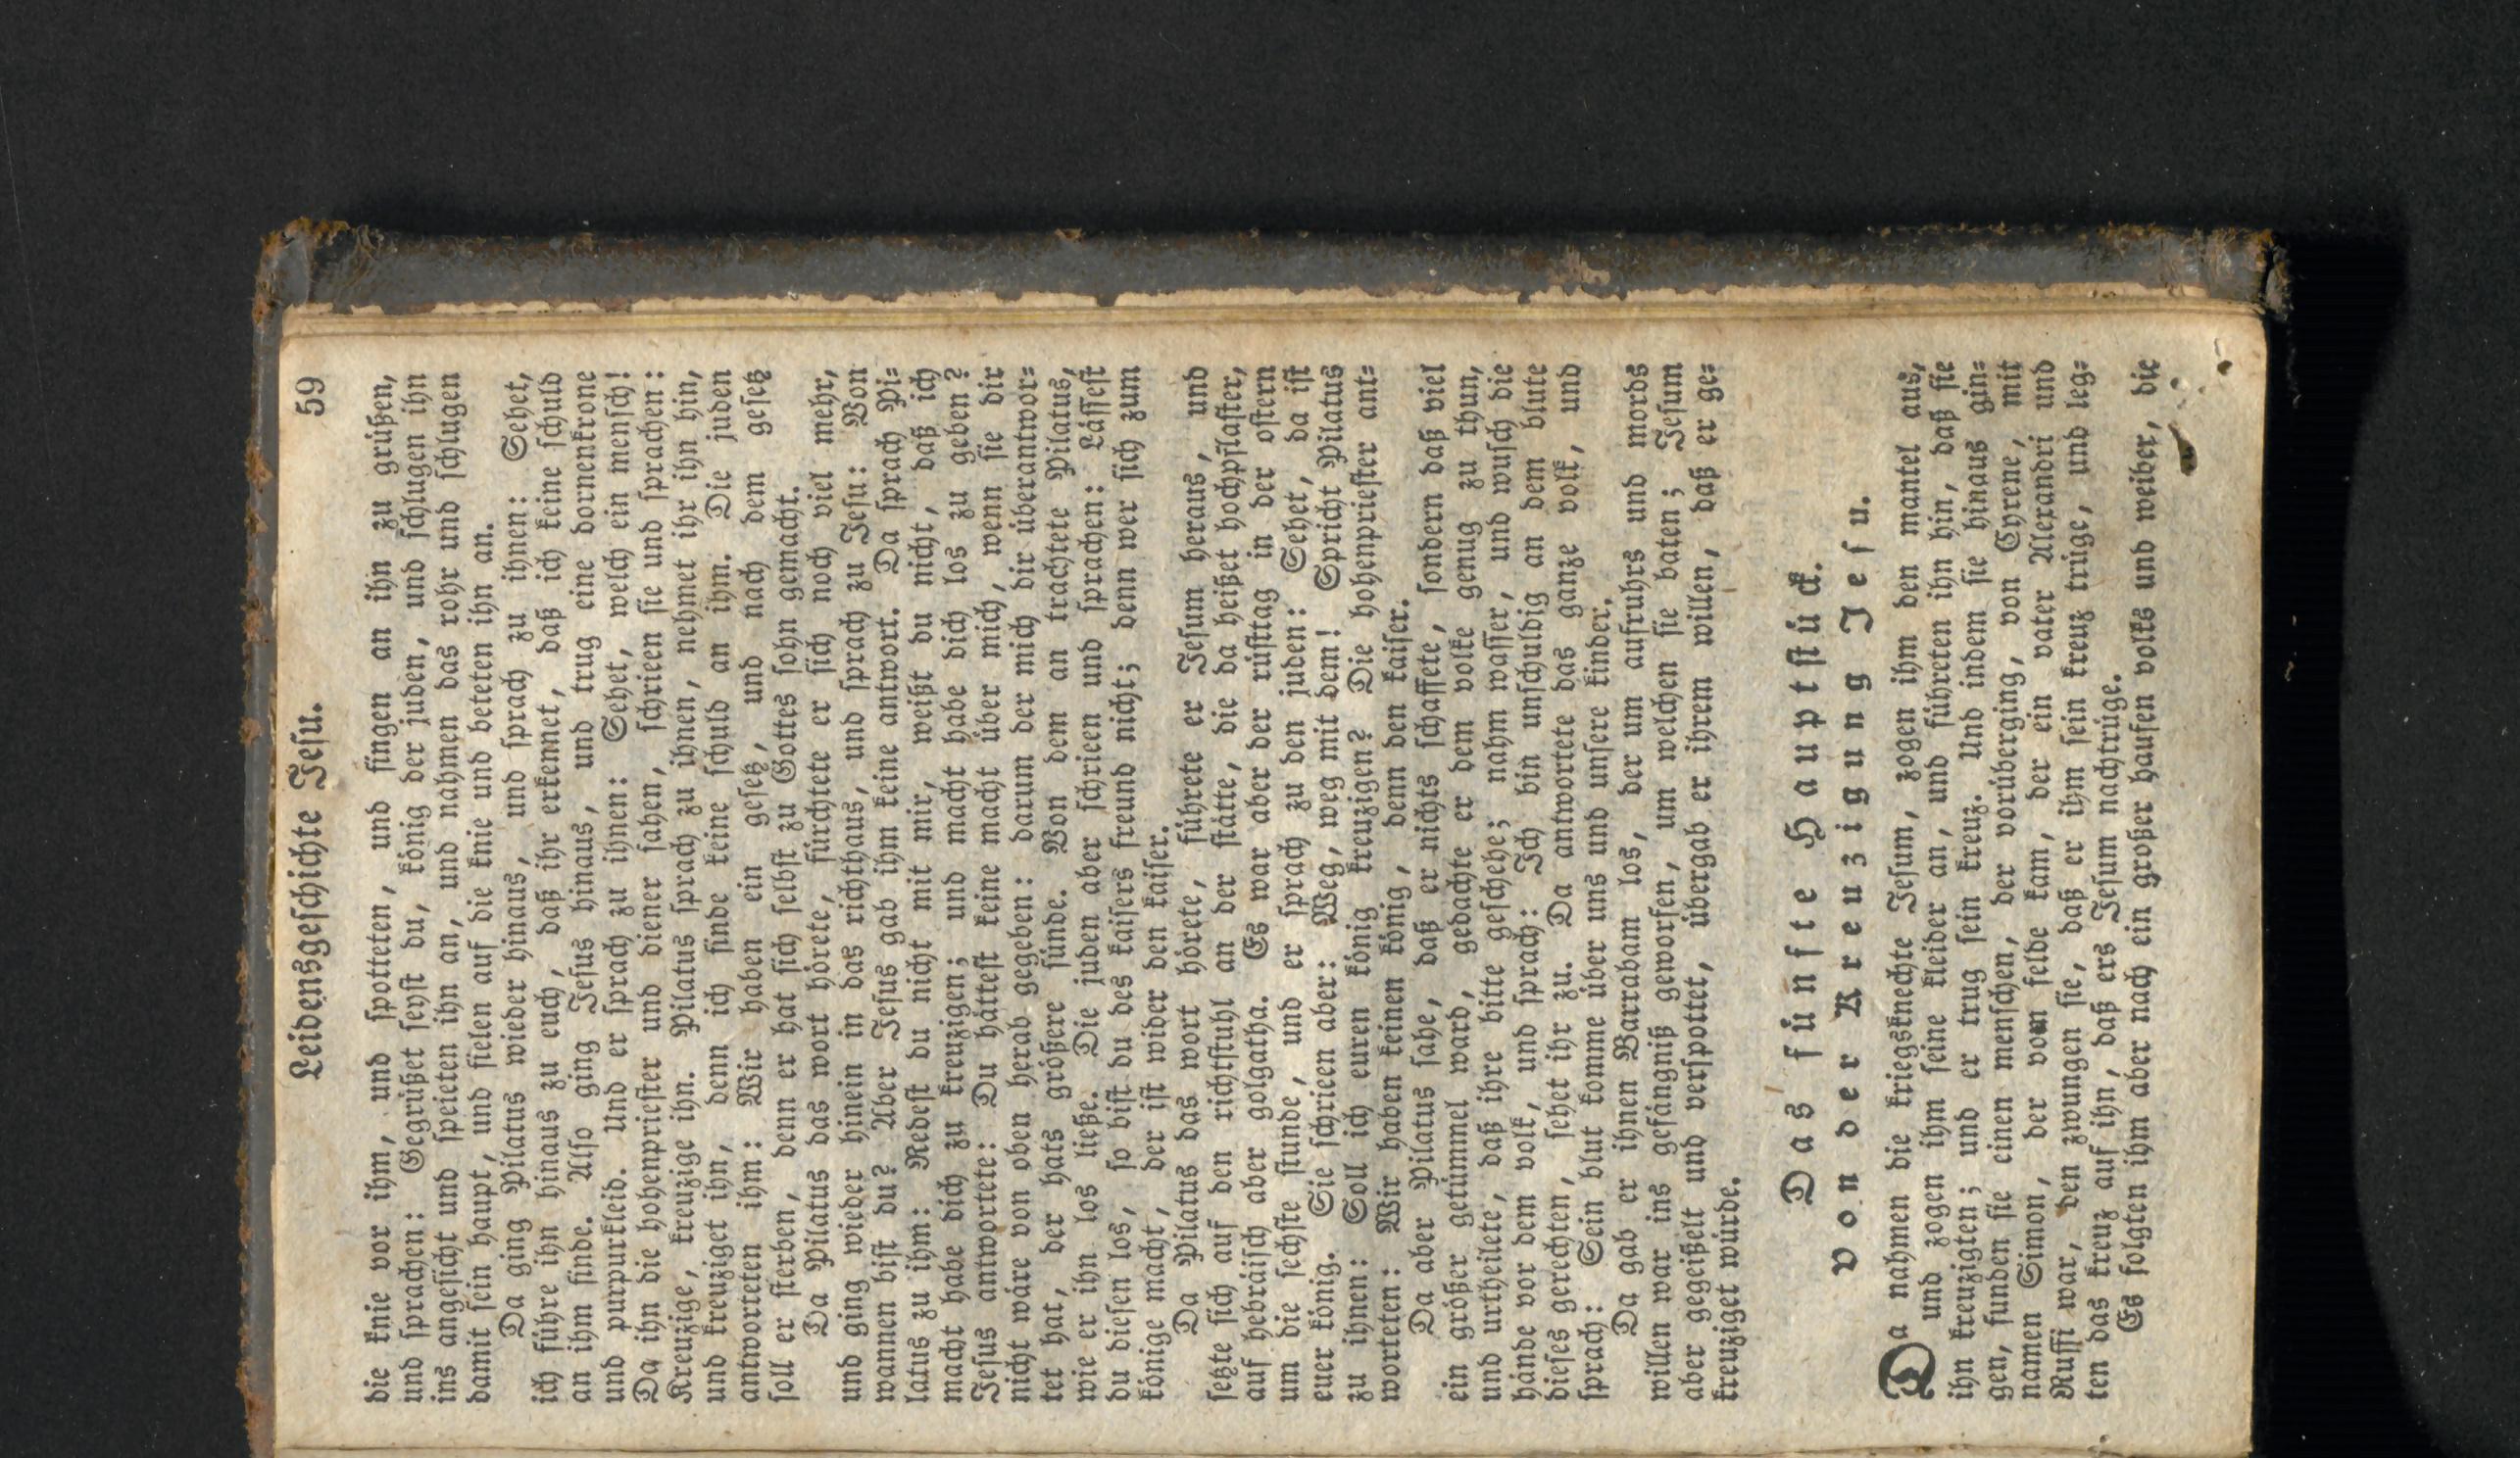 Leidensgeschichte Jesu. 59
die knie vor ihm, und spotteten, und fingen an ihn zu grüßen,
und sprachen: Gegrüßet seyst du, könig der juden, und schlugen ihn
ins angesicht und speieten ihn an, und nahmen das rohr und schlugen
damit sein haupt, und fielen auf die knie und beteten ihn an.
Da ging Pilatus wieder hinaus, und sprach zu ihnen: Sehet,
ich führe ihn hinaus zu euch, daß ihr erkennet, daß ich keine schuld
an ihm finde. Also ging Jesus hinaus, und trug eine dornenkrone
und purpurkleid. Und er sprach zu ihnen: Sehet, welch ein mensch!
Da ihn die hohenpriester und diener sahen, schrieen sie und sprachen:
Kreuzige, kreuzige ihn. Pilatus sprach zu ihnen, nehmet ihr ihn hin,
und kreuziget ihn, denn ich finde keine schuld an ihm. Die juden
antworteten ihm: Wir haben ein gesetz, und nach dem gesetz
soll er sterben, denn er hat sich selbst zu Gottes sohn gemacht.
Da Pilatus das wort hörete, fürchtete er sich noch viel mehr,
und ging wieder hinein in das richthaus, und sprach zu Jesu: Von
wannen bist du? Aber Jesus gab ihm keine antwort. Da sprach Pi⸗
latus zu ihm: Redest du nicht mit mir, weißt du nicht, daß ich
macht habe dich zu kreuzigen; und macht habe dich los zu geben?
Jesus antwortete: Du hättest keine macht über mich, wenn sie dir
nicht wäre von oben herab gegeben: darum der mich dir überantwor⸗
tet hat, der hats größere sünde. Von dem an trachtete Pilatus,
wie er ihn los ließe. Die juden aber schrieen und sprachen: Lässest
du diesen los, so bist du des kaisers freund nicht; denn wer sich zum
könige macht, der ist wider den kaiser.
Da Pilatus das wort hörete, führete er Jesum heraus, und
setzte sich auf den richtstuhl an der stätte, die da heißet hochpflaster,
auf hebräisch aber golgatha. Es war aber der rüsttag in der ostern
um die sechste stunde, und er sprach zu den juden: Sehet, da ist
euer könig. Sie schrieen aber: Weg, weg mit dem! Spricht Pilatus
zu ihnen: Soll ich euren könig kreuzigen? Die hohenpriester ant⸗
worteten: Wir haben keinen könig, denn den kaiser.
Da aber Pilatus sahe, daß er nichts schaffete, sondern daß viel
ein größer getümmel ward, gedachte er dem volke genug zu thun,
und urtheilete, daß ihre bitte geschehe; nahm wasser, und wusch die
hände vor dem volk, und sprach: Ich bin unschuldig an dem blute
dieses gerechten, sehet ihr zu. Da antwortete das ganze volk, und
sprach: Sein blut komme über uns und unsere kinder.
Da gab er ihnen Barrabam los, der um aufruhrs und mords
willen war ins gefängniß geworfen, um welchen sie baten; Jesum
aber gegeißelt und verspottet, übergab er ihrem willen, daß er ge⸗
kreuziget würde.
Das fünfte Hauptstück.
von der Kreuzigung Jesu.
Da nahmen die kriegsknechte Jesum, zogen ihm den mantel aus,
und zogen ihm seine kleider an, und führeten ihn hin, daß sie
ihn kreuzigten; und er trug sein kreuz. Und indem sie hinaus gin⸗
gen, funden sie einen menschen, der vorüberging, von Cyrene, mit
namen Simon, der vom felde kam, der ein vater Alexandri und
Ruffi war, den zwungen sie, daß er ihm sein kreuz trüge, und leg⸗
ten das kreuz auf ihn, daß ers Jesum nachtrüge.
Es folgten ihm aber nach ein großer haufen volks und weiber, die